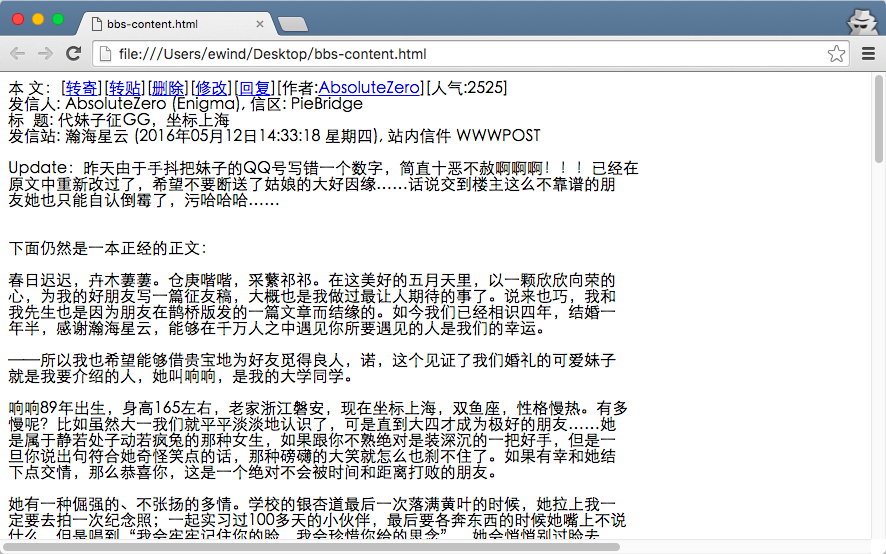 bbs-content.html
file:///Users/ewind/Desktop/bbs-content.html
本 文：[转寄][转贴][删除][修改][回复][作者:AbsoluteZero][人气:2525]
发信人: AbsoluteZero (Enigma), 信区: PieBridge
标  题: 代妹子征GG，坐标上海
发信站: 瀚海星云 (2016年05月12日14:33:18 星期四), 站内信件 WWWPOST
Update：昨天由于手抖把妹子的QQ号写错一个数字，简直十恶不赦啊啊啊！！！已经在
原文中重新改过了，希望不要断送了姑娘的大好因缘……话说交到楼主这么不靠谱的朋
友她也只能自认倒霉了，污哈哈哈……
下面仍然是一本正经的正文：
春日迟迟，卉木萋萋。仓庚喈喈，采蘩祁祁。在这美好的五月天里，以一颗欣欣向荣的
心，为我的好朋友写一篇征友稿，大概也是我做过最让人期待的事了。说来也巧，我和
我先生也是因为朋友在鹊桥版发的一篇文章而结缘的。如今我们已经相识四年，结婚一
年半，感谢瀚海星云，能够在千万人之中遇见你所要遇见的人是我们的幸运。
——所以我也希望能够借贵宝地为好友觅得良人，诺，这个见证了我们婚礼的可爱妹子
就是我要介绍的人，她叫响响，是我的大学同学。
响响89年出生，身高165左右，老家浙江磐安，现在坐标上海，双鱼座，性格慢热。有多
慢呢？比如虽然大一我们就平平淡淡地认识了，可是直到大四才成为极好的朋友……她
是属于静若处子动若疯兔的那种女生，如果跟你不熟绝对是装深沉的一把好手，但是一
旦你说出句符合她奇怪笑点的话，那种磅礴的大笑就怎么也刹不住了。如果有幸和她结
下点交情，那么恭喜你，这是一个绝对不会被时间和距离打败的朋友。
她有一种倔强的、不张扬的多情。学校的银杏道最后一次落满黄叶的时候，她拉上我一
定要去拍一次纪念照；一起实习过100多天的小伙伴，最后要各奔东西的时候她嘴上不说
什么，但是唱到“我会牢牢记住你的脸，我会珍惜你给的思念”，她会悄悄别过脸去